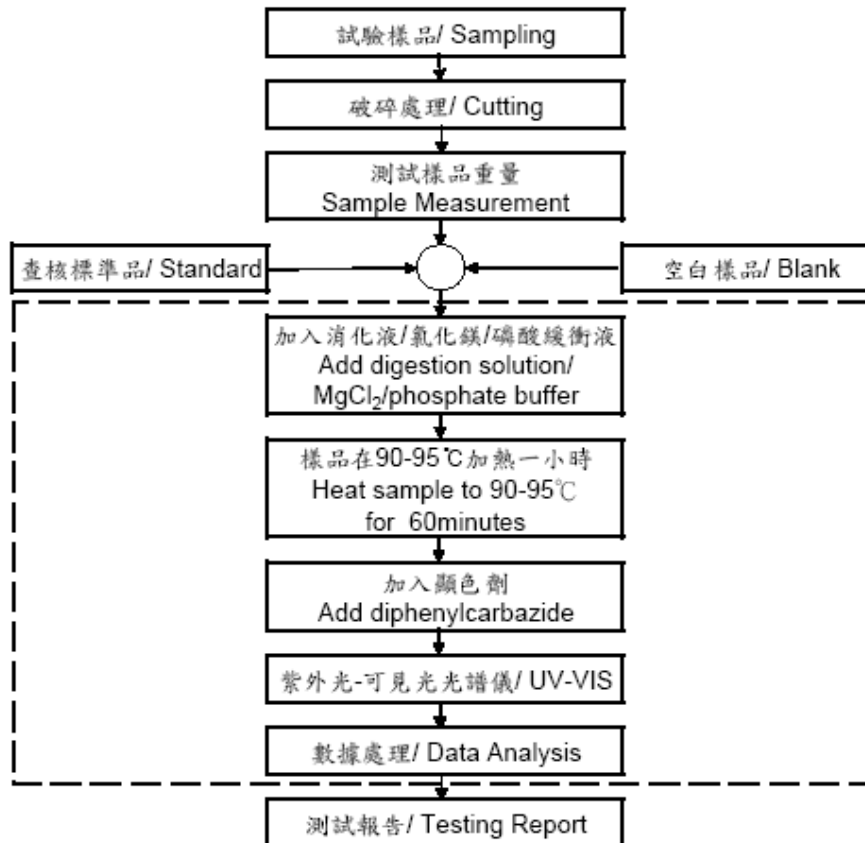 試驗樣品/ Sampling
破碎處理/ Cutting
測試樣品重量
Sample Measurement
查核標準品/ Standard
空白樣品/ Blank
加入消化液/氯化鎂/磷酸緩衝液
Add digestion solution/
MgCl₂/phosphate buffer
樣品在90-95℃加熱一小時
Heat sample to 90-95℃
for 60minutes
加入顯色劑
Add diphenylcarbazide
紫外光-可見光光譜儀/ UV-VIS
數據處理/ Data Analysis
測試報告/ Testing Report